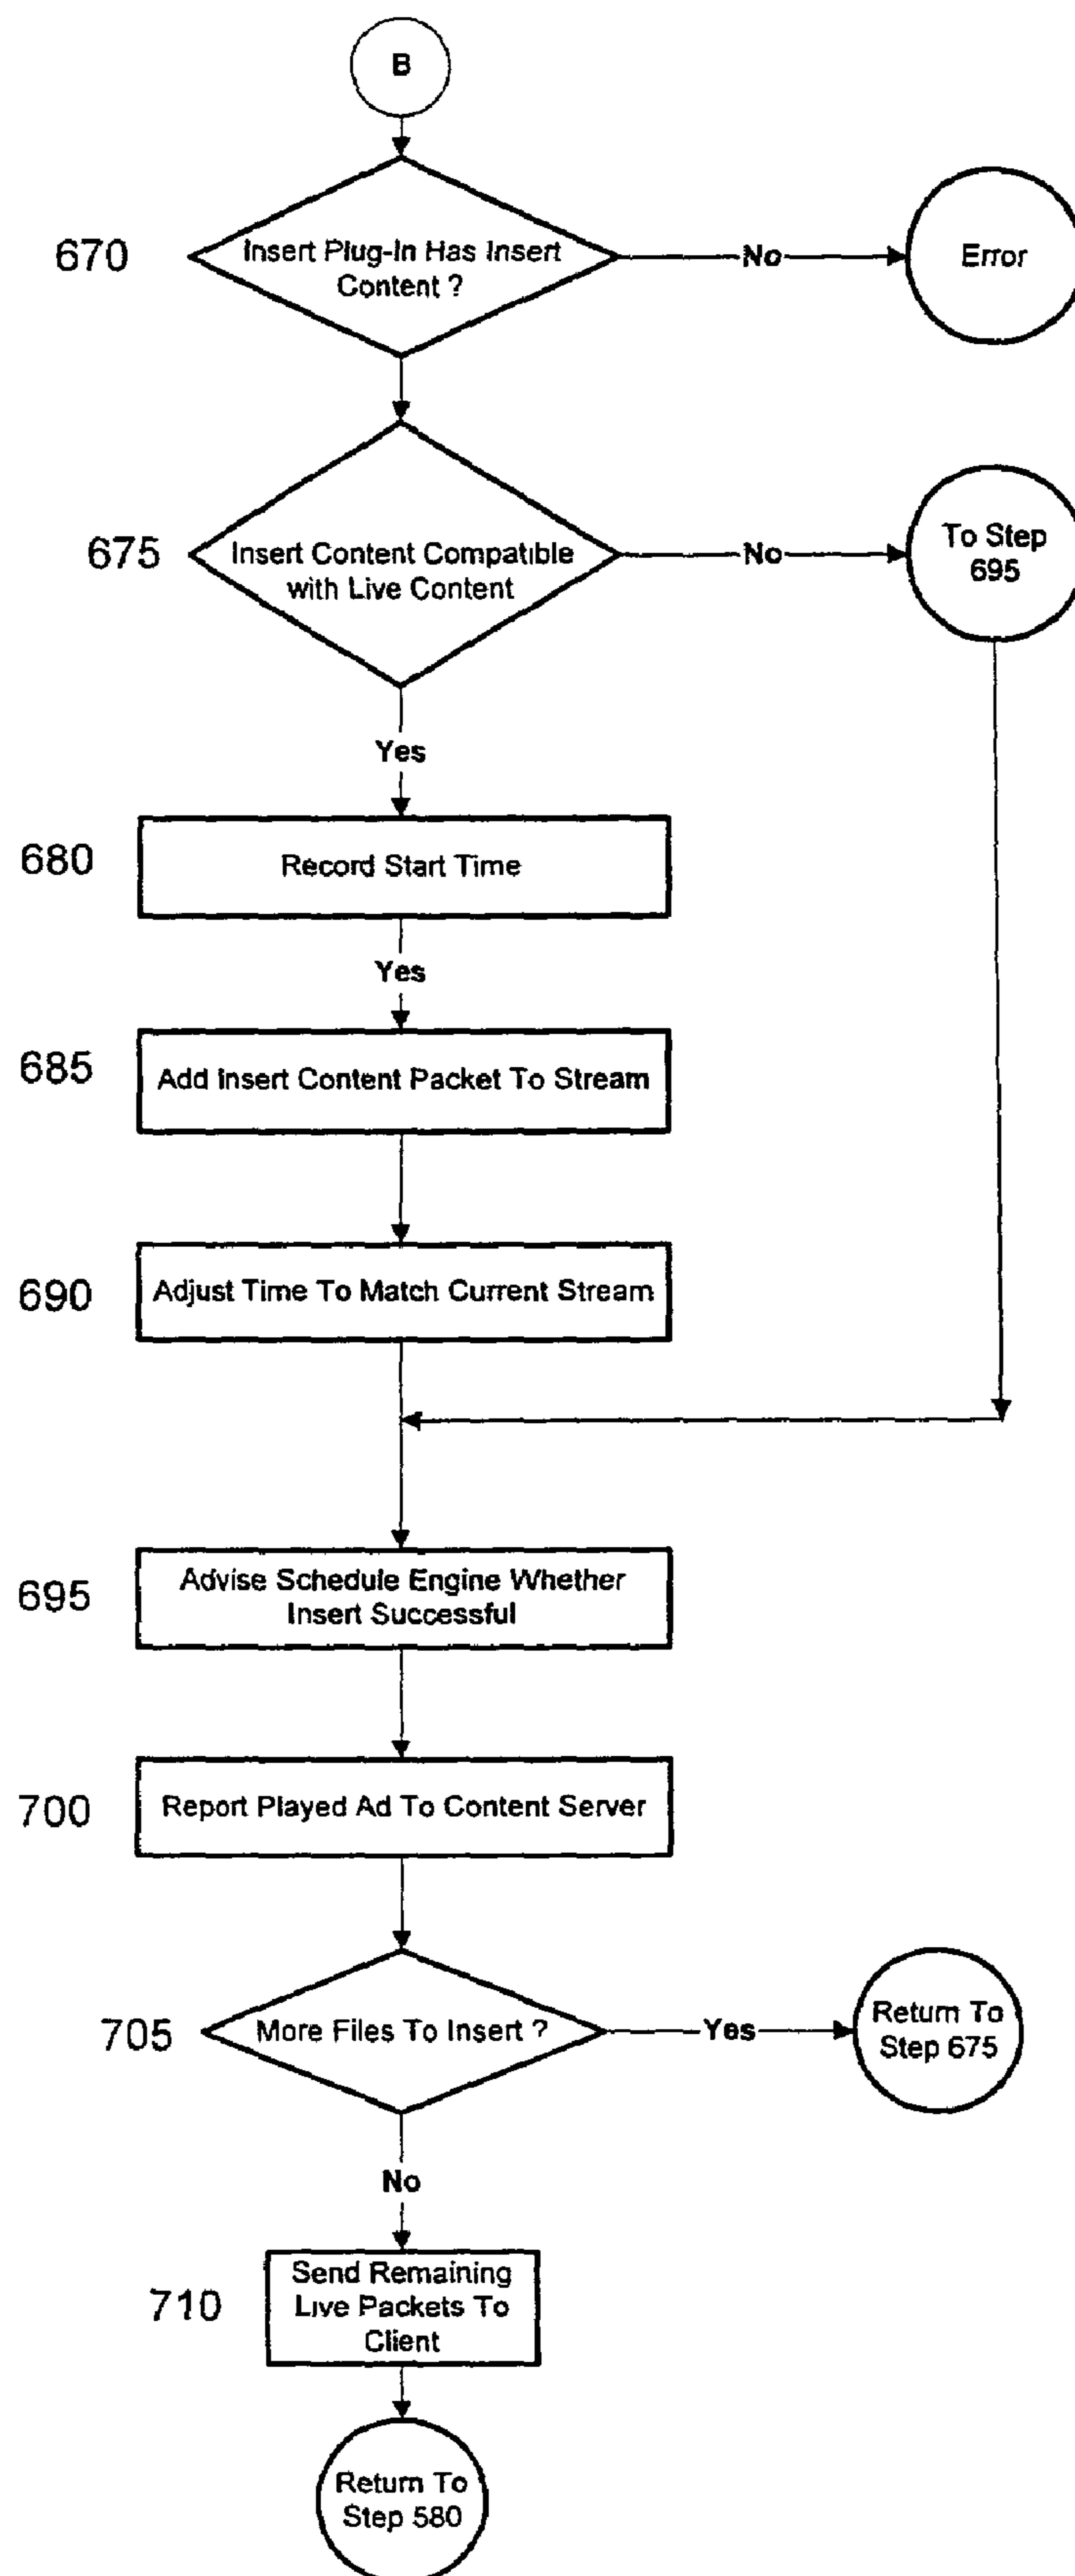 B
670
Insert Plug-In Has Insert
Content ?
No
Error
675
Insert Content Compatible
with Live Content
No
To Step
695
Yes
680
Record Start Time
Yes
685
Add Insert Content Packet To Stream
690
Adjust Time To Match Current Stream
695
Advise Schedule Engine Whether
Insert Successful
700
Report Played Ad To Content Server
705
More Files To Insert ?
Yes
Return To
Step 675
No
710
Send Remaining
Live Packets To
Client
Return To
Step 580